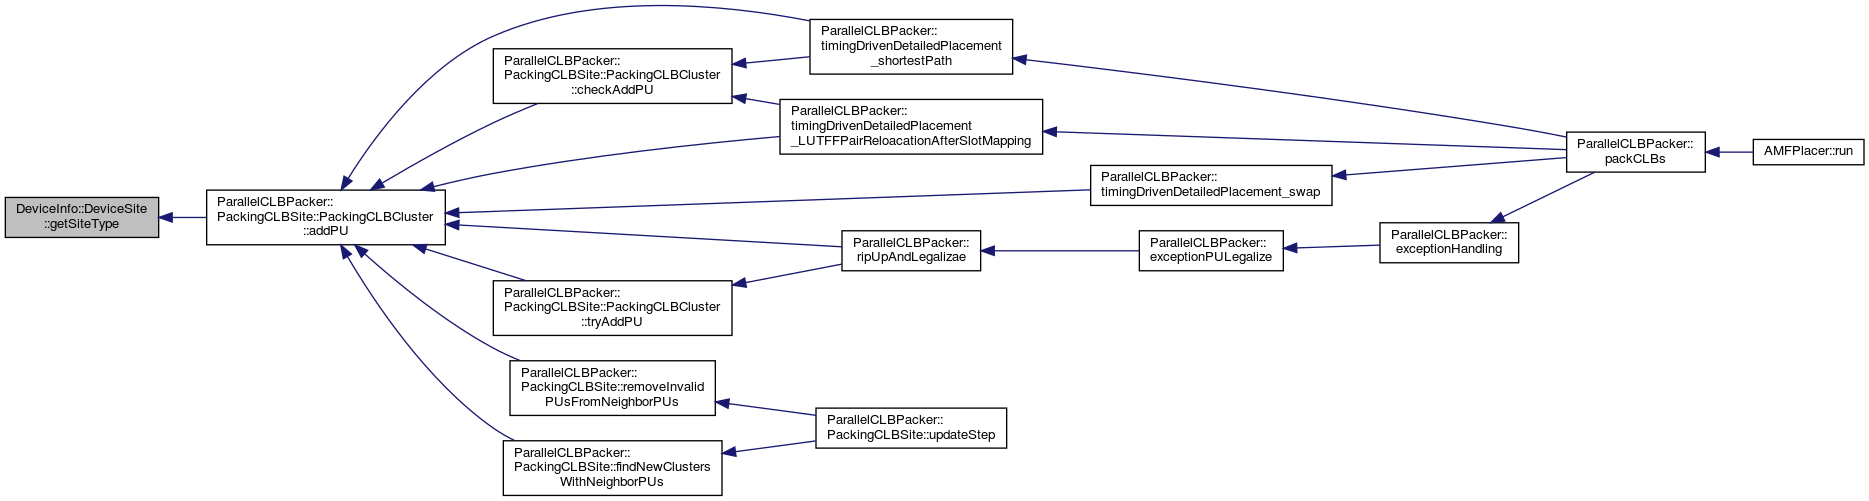 DeviceInfo::DeviceSite
::getSiteType
ParallelCLBPacker::
PackingCLBSite::PackingCLBCluster
::addPU
ParallelCLBPacker::
timingDrivenDetailedPlacement
_shortestPath
ParallelCLBPacker::
PackingCLBSite::PackingCLBCluster
::checkAddPU
ParallelCLBPacker::
timingDrivenDetailedPlacement
_LUTFFPairReloacationAfterSlotMapping
ParallelCLBPacker::
timingDrivenDetailedPlacement_swap
ParallelCLBPacker::
packCLBs
AMFPlacer::run
ParallelCLBPacker::
ripUpAndLegalizae
ParallelCLBPacker::
exceptionPULegalize
ParallelCLBPacker::
exceptionHandling
ParallelCLBPacker::
PackingCLBSite::PackingCLBCluster
::tryAddPU
ParallelCLBPacker::
PackingCLBSite::removeInvalid
PUsFromNeighborPUs
ParallelCLBPacker::
PackingCLBSite::updateStep
ParallelCLBPacker::
PackingCLBSite::findNewClusters
WithNeighborPUs